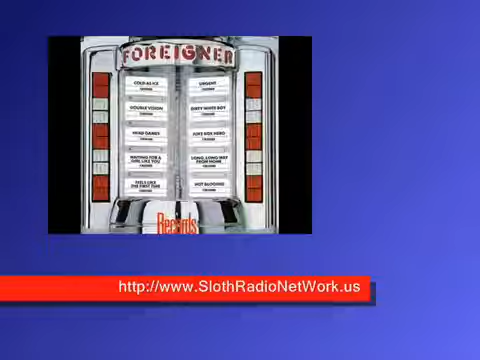 FOREIGNER
COLD AS ICE
URGENT
DOUBLE VISION
DIRTY WHITE BOY
HEAD GAMES
JUKE BOX HERO
WAITING FOR A
GIRL LIKE YOU
LONG, LONG WAY
FROM HOME
FEELS LIKE
THE FIRST TIME
HOT BLOODED
Records
http://www.SlothRadioNetWork.us